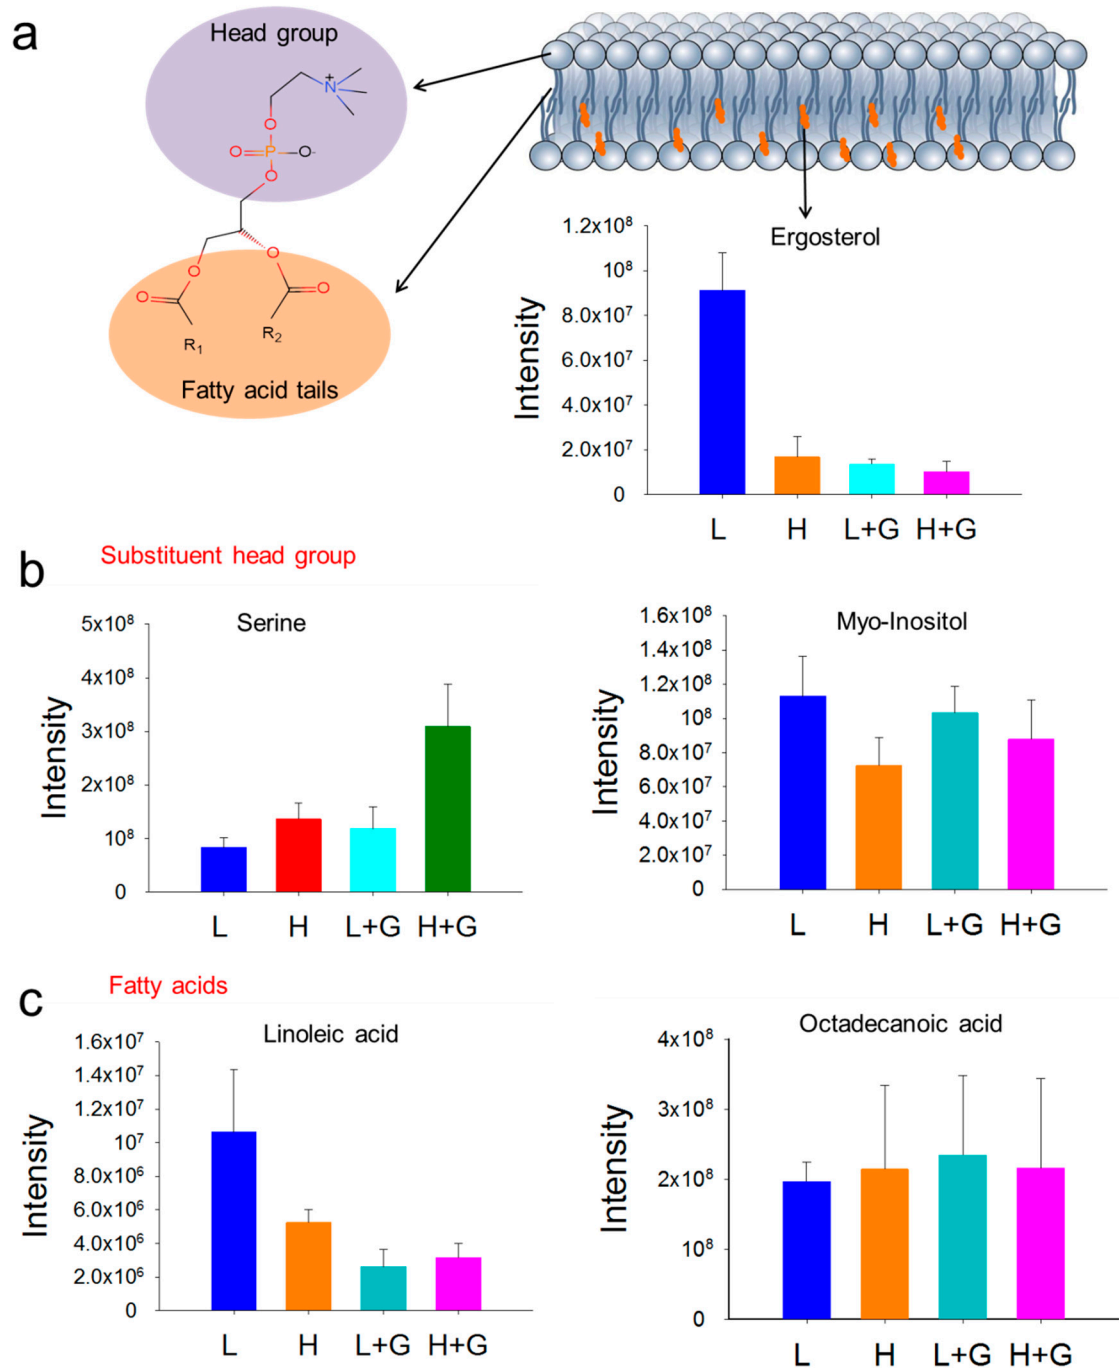 a
Head group
N
+
O
O
P
O-
O
O
O
O
O
R1
R2
Fatty acid tails
Ergosterol
Intensity
1.2x10⁸
10⁸
8.0x10⁷
6.0x10⁷
4.0x10⁷
2.0x10⁷
0
L H L+G H+G
b
Substituent head group
Serine
Intensity
5x10⁸
4x10⁸
3x10⁸
2x10⁸
10⁸
0
L H L+G H+G
Myo-Inositol
Intensity
1.6x10⁸
1.4x10⁸
1.2x10⁸
10⁸
8.0x10⁷
6.0x10⁷
4.0x10⁷
2.0x10⁷
0
L H L+G H+G
c
Fatty acids
Linoleic acid
Intensity
1.6x10⁷
1.4x10⁷
1.2x10⁷
10⁷
8.0x10⁶
6.0x10⁶
4.0x10⁶
2.0x10⁶
0
L H L+G H+G
Octadecanoic acid
Intensity
4x10⁸
3x10⁸
2x10⁸
10⁸
0
L H L+G H+G